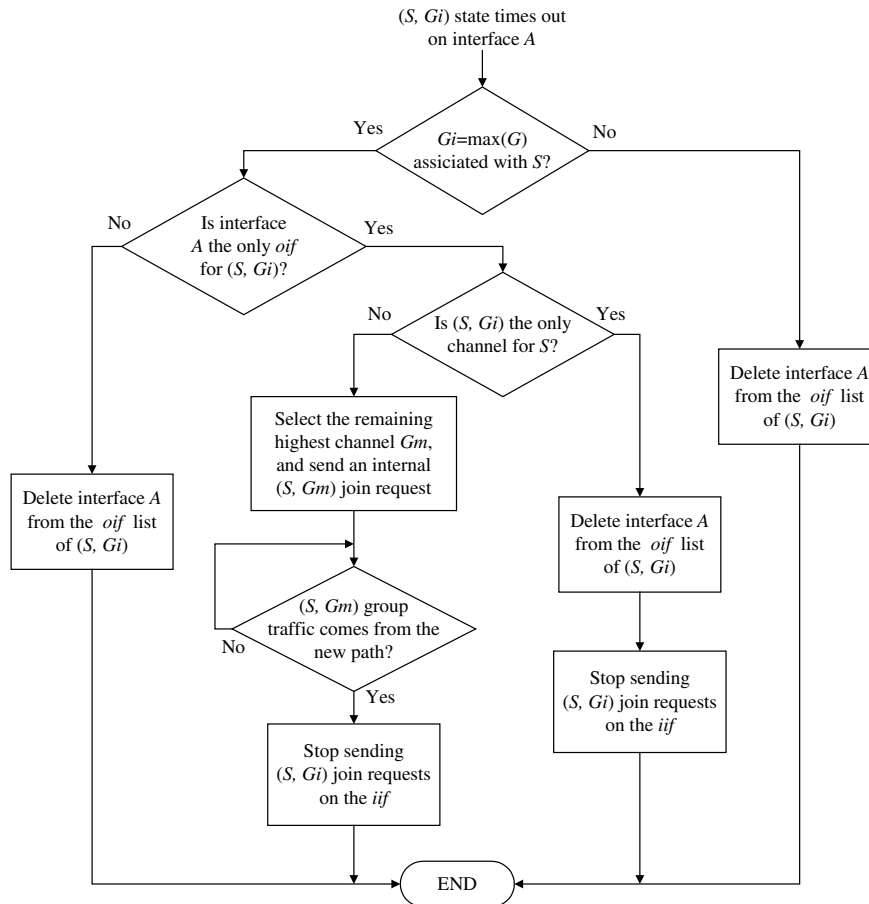 (S, Gi) state times out
on interface A
Yes
No
Gi=max(G)
assiciated with S?
No
Yes
Is interface
A the only oif
for (S, Gi)?
No
Yes
Is (S, Gi) the only
channel for S?
Delete interface A
from the oif list
of (S, Gi)
Select the remaining
highest channel Gm,
and send an internal
(S, Gm) join request
Delete interface A
from the oif list
of (S, Gi)
Delete interface A
from the oif list
of (S, Gi)
(S, Gm) group
traffic comes from the
new path?
No
Yes
Stop sending
(S, Gi) join requests
on the iif
Stop sending
(S, Gi) join requests
on the iif
END